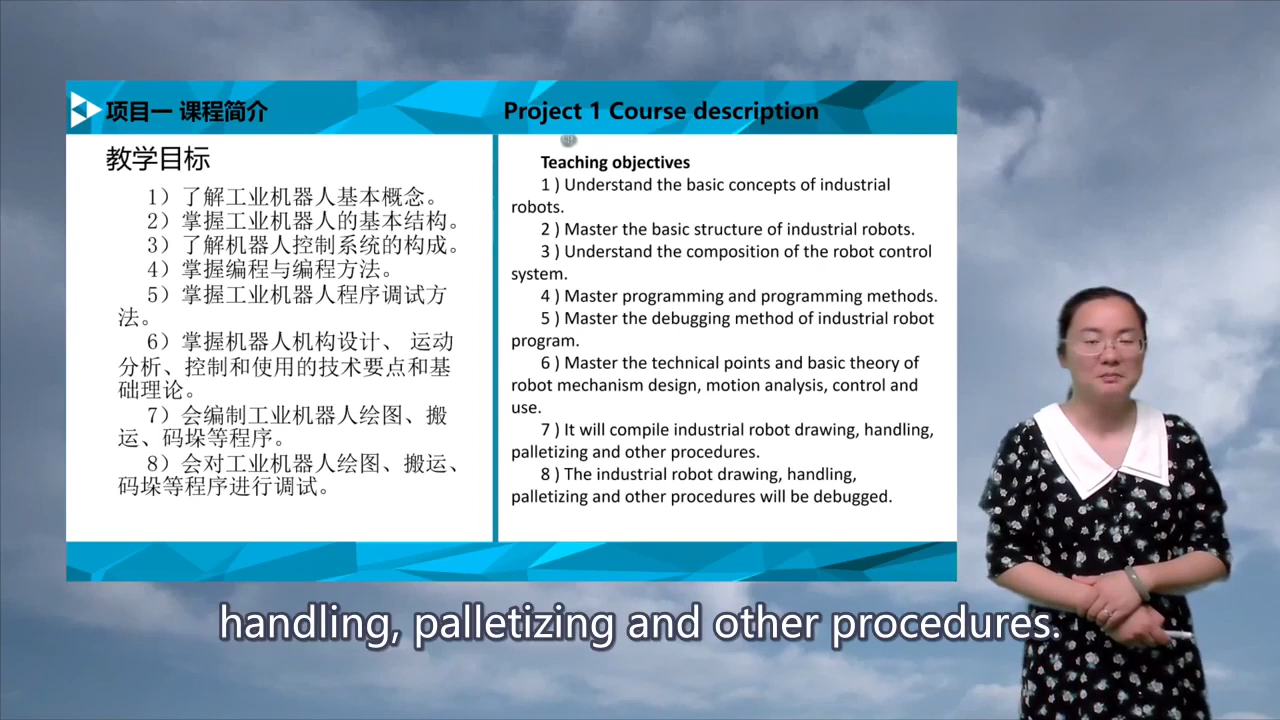 项目一 课程简介
Project 1 Course description
教学目标
1）了解工业机器人基本概念。
2）掌握工业机器人的基本结构。
3）了解机器人控制系统的构成。
4）掌握编程与编程方法。
5）掌握工业机器人程序调试方
法。
6）掌握机器人机构设计、 运动
分析、控制和使用的技术要点和基
础理论。
7）会编制工业机器人绘图、搬
运、码垛等程序。
8）会对工业机器人绘图、搬运、
码垛等程序进行调试。
Teaching objectives
1 ) Understand the basic concepts of industrial
robots.
2 ) Master the basic structure of industrial robots.
3 ) Understand the composition of the robot control
system.
4 ) Master programming and programming methods.
5 ) Master the debugging method of industrial robot
program.
6 ) Master the technical points and basic theory of
robot mechanism design, motion analysis, control and
use.
7 ) It will compile industrial robot drawing, handling,
palletizing and other procedures.
8 ) The industrial robot drawing, handling,
palletizing and other procedures will be debugged.
handling, palletizing and other procedures.